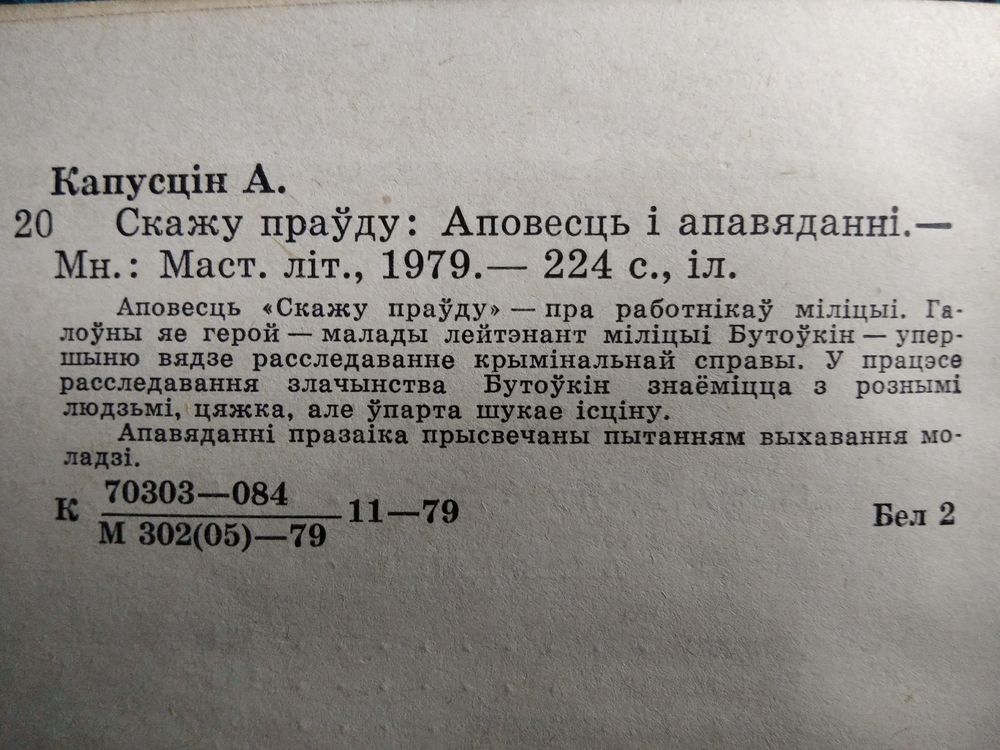 Капусцін А.
20 Скажу праўду: Аповесць і апавяданні.—
Мн.: Маст. літ., 1979.— 224 с., іл.
Аповесць «Скажу праўду» — пра работнікаў міліцыі. Га-
лоўны яе герой — малады лейтэнант міліцыі Бутоўкін — упер-
шыню вядзе расследаванне крымінальнай справы. У працэсе
расследавання злачынства Бутоўкін знаёміцца з рознымі
людзьмі, цяжка, але ўпарта шукае ісціну.
Апавяданні празаіка прысвечаны пытанням выхавання мо-
ладзі.
70303—084
К 11—79 Бел 2
М 302(05)—79